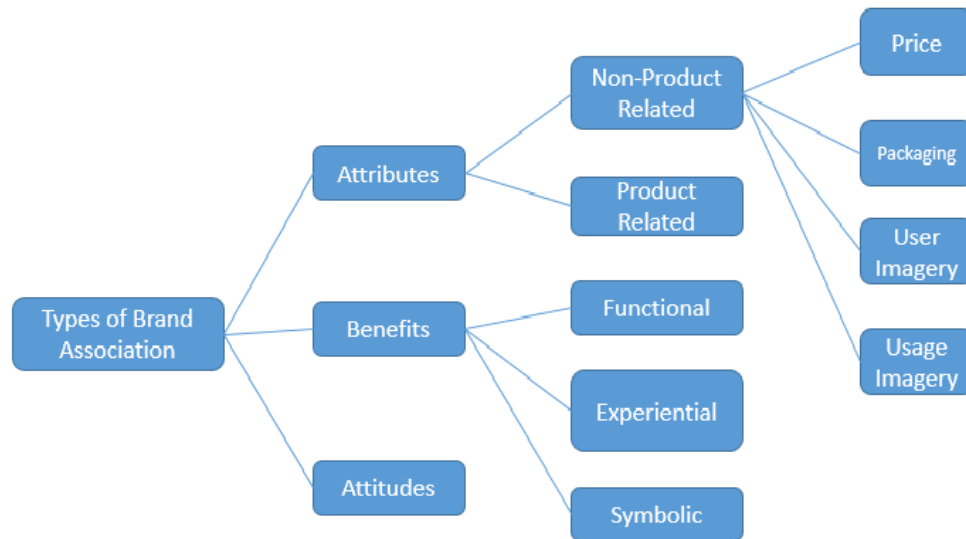 Types of Brand
Association
Attributes
Benefits
Attitudes
Non-Product
Related
Product
Related
Functional
Experiential
Symbolic
Price
Packaging
User
Imagery
Usage
Imagery